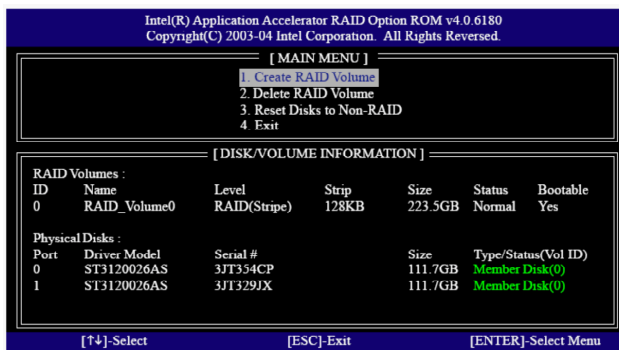 Intel(R) Application Accelerator RAID Option ROM v4.0.6180
Copyright(C) 2003-04 Intel Corporation. All Rights Reversed.
[ MAIN MENU ]
1. Create RAID Volume
2. Delete RAID Volume
3. Reset Disks to Non-RAID
4. Exit
[ DISK/VOLUME INFORMATION ]
RAID Volumes :
ID Name Level Strip Size Status Bootable
0 RAID_Volume0 RAID(Stripe) 128KB 223.5GB Normal Yes
Physical Disks :
Port Driver Model Serial # Size Type/Status(Vol ID)
0 ST3120026AS 3JT354CP 111.7GB Member Disk(0)
1 ST3120026AS 3JT329JX 111.7GB Member Disk(0)
[↑↓]-Select [ESC]-Exit [ENTER]-Select Menu